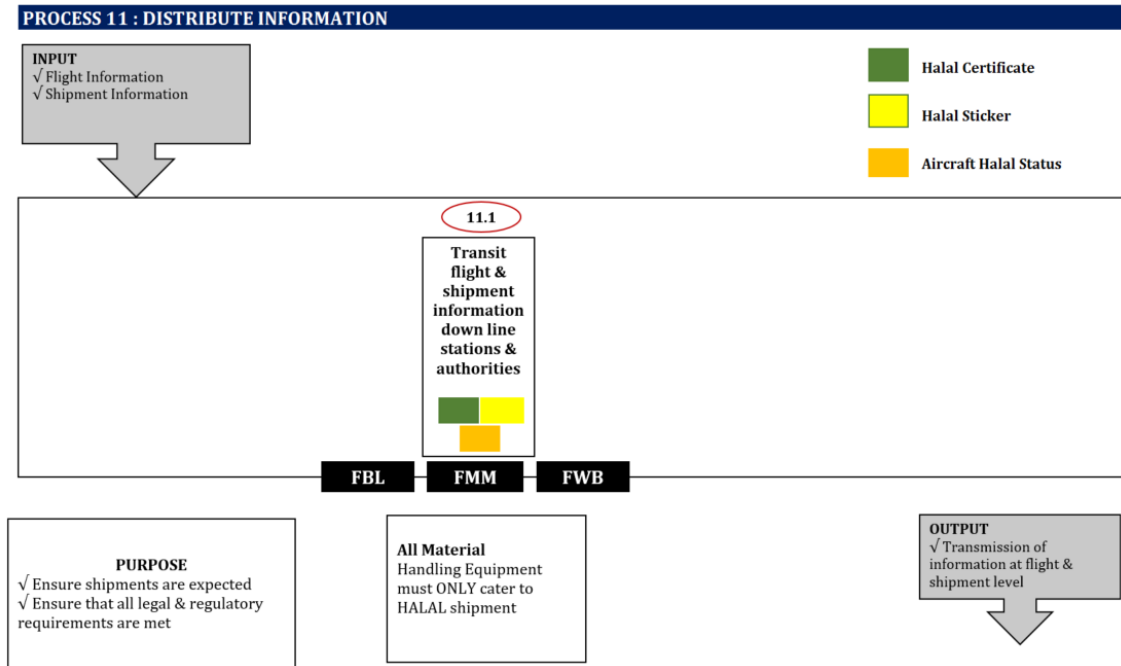 PROCESS 11 : DISTRIBUTE INFORMATION
INPUT
√ Flight Information
√ Shipment Information
Halal Certificate
Halal Sticker
Aircraft Halal Status
11.1
Transit
flight &
shipment
information
down line
stations &
authorities
FBL
FMM
FWB
PURPOSE
√ Ensure shipments are expected
√ Ensure that all legal & regulatory
requirements are met
All Material
Handling Equipment
must ONLY cater to
HALAL shipment
OUTPUT
√ Transmission of
information at flight &
shipment level